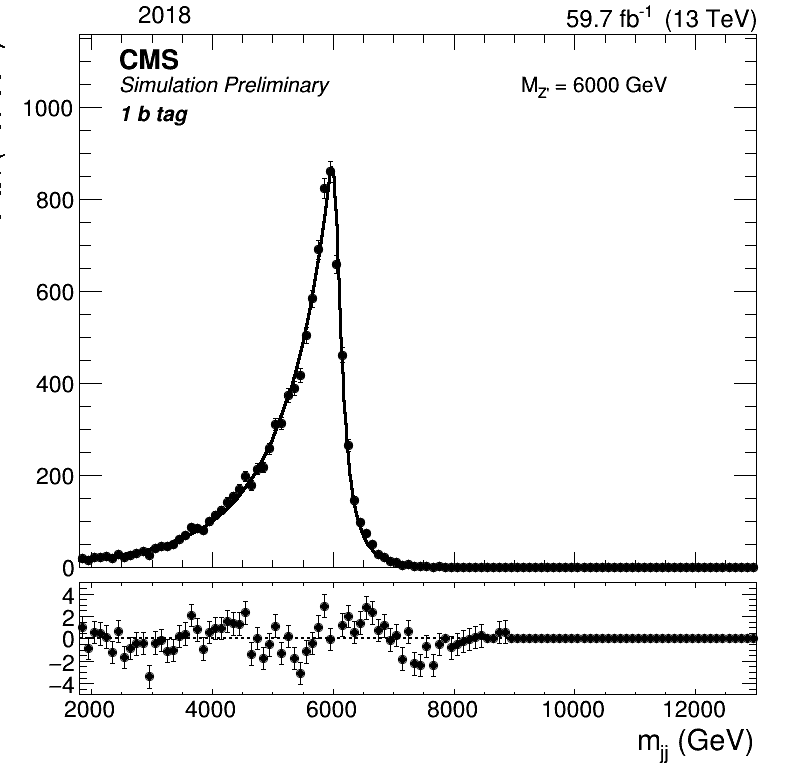 2018 59.7 fb⁻¹ (13 TeV)
CMS
Simulation Preliminary
M_Z' = 6000 GeV
1 b tag
1000
800
600
400
200
0
4
2
0
−2
−4
2000 4000 6000 8000 10000 12000
m_jj (GeV)